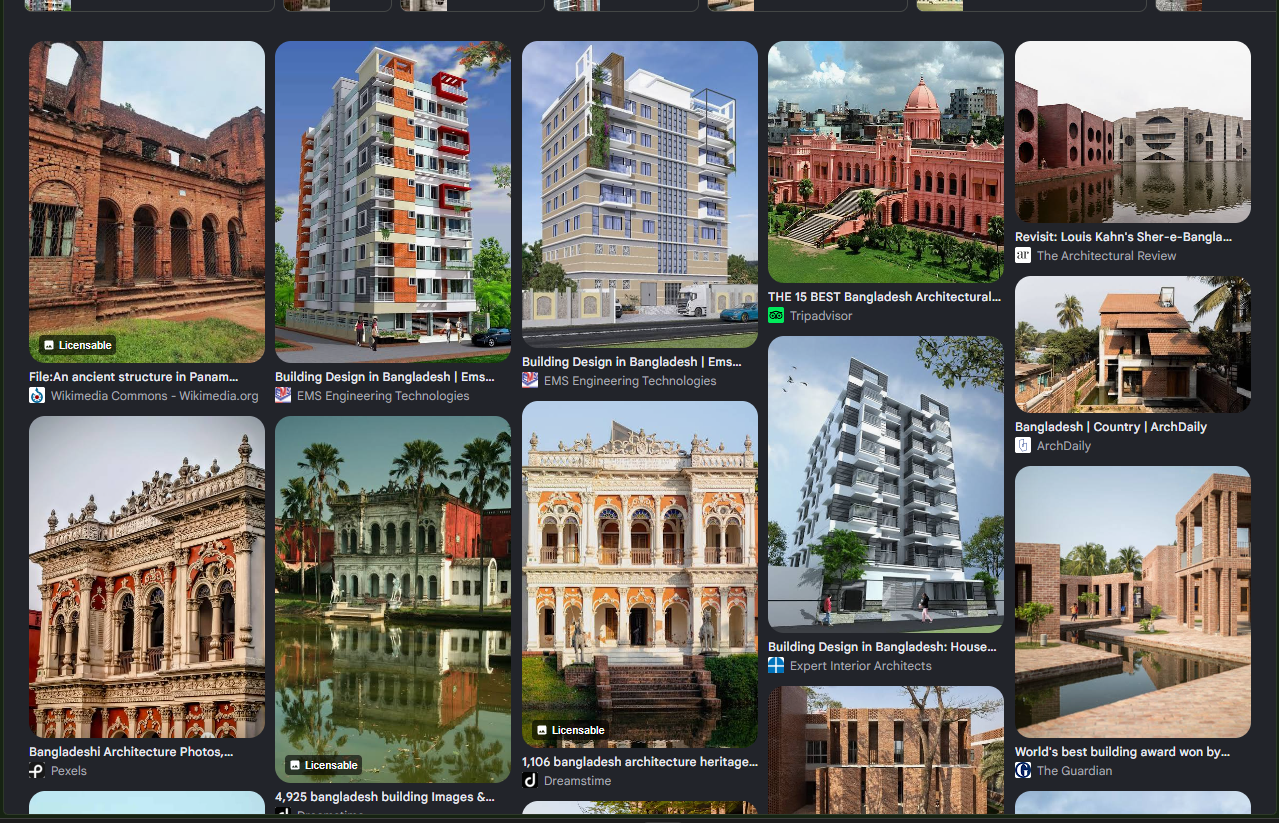 Licensable
File:An ancient structure in Panam...
Wikimedia Commons - Wikimedia.org
Building Design in Bangladesh | Ems...
EMS Engineering Technologies
Building Design in Bangladesh | Ems...
EMS Engineering Technologies
THE 15 BEST Bangladesh Architectural...
Tripadvisor
Revisit: Louis Kahn's Sher-e-Bangla...
ar
The Architectural Review
Bangladesh | Country | ArchDaily
ArchDaily
Bangladeshi Architecture Photos,...
Pexels
Licensable
4,925 bangladesh building Images &...
Dreamstime
Licensable
1,106 bangladesh architecture heritage...
Dreamstime
Building Design in Bangladesh: House...
Expert Interior Architects
World's best building award won by...
The Guardian